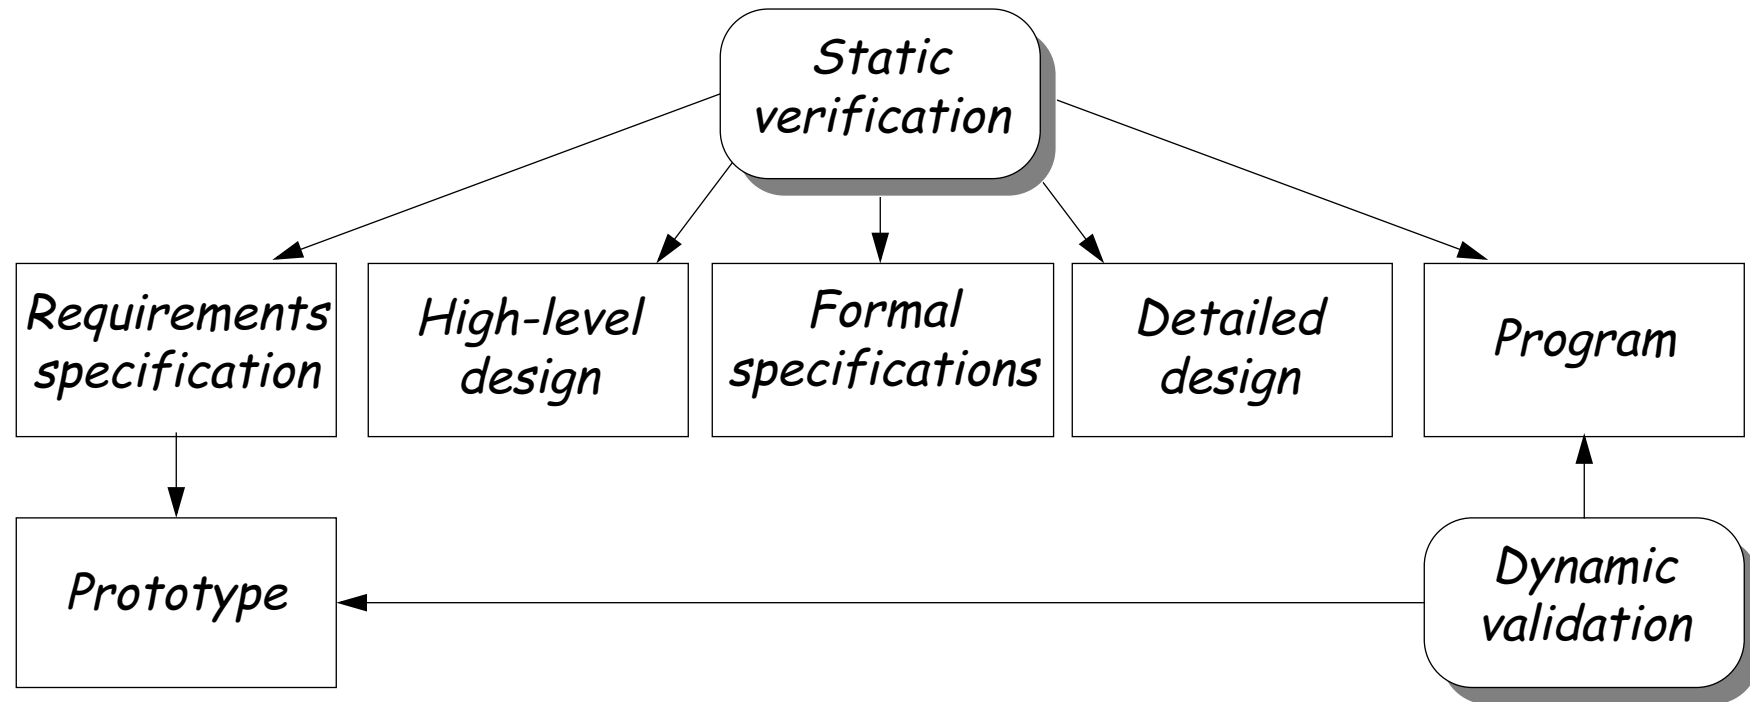 Static
verification
Requirements
specification
High-level
design
Formal
specifications
Detailed
design
Program
Prototype
Dynamic
validation